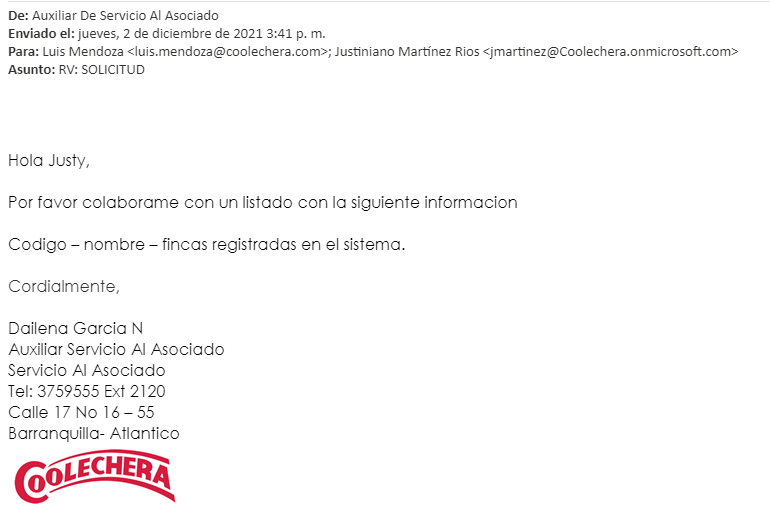 De: Auxiliar De Servicio Al Asociado
Enviado el: jueves, 2 de diciembre de 2021 3:41 p. m.
Para: Luis Mendoza <luis.mendoza@coolechera.com>; Justiniano Martínez Rios <jmartinez@Coolechera.onmicrosoft.com>
Asunto: RV: SOLICITUD
Hola Justy,
Por favor colaborame con un listado con la siguiente informacion
Codigo – nombre – fincas registradas en el sistema.
Cordialmente,
Dailena Garcia N
Auxiliar Servicio Al Asociado
Servicio Al Asociado
Tel: 3759555 Ext 2120
Calle 17 No 16 – 55
Barranquilla- Atlantico
COOLECHERA